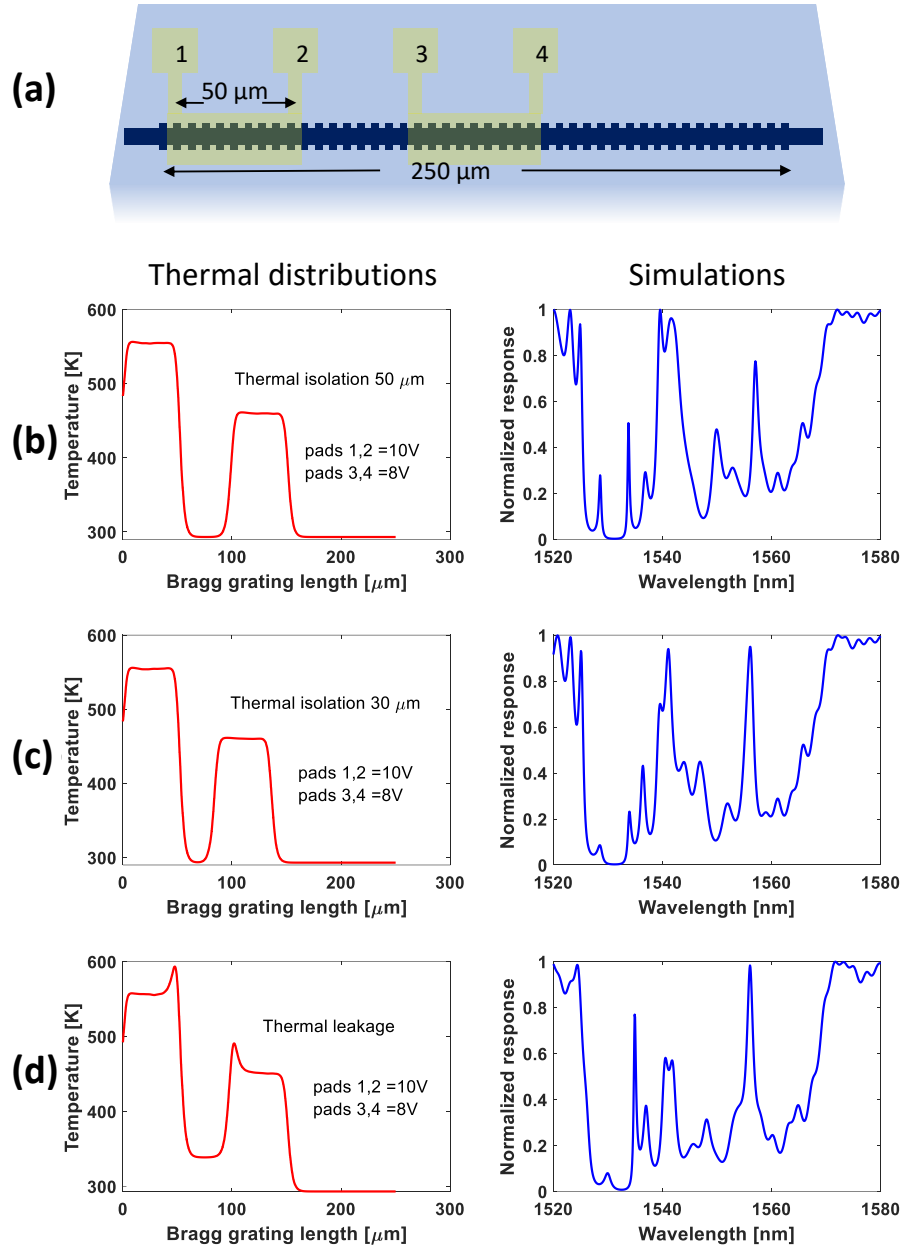 (a)
1 2 3 4
50 μm
250 μm
Thermal distributions
Simulations
(b)
600
500
400
300
Temperature [K]
Thermal isolation 50 μm
pads 1,2 =10V
pads 3,4 =8V
0 100 200 300
Bragg grating length [μm]
1
0.8
0.6
0.4
0.2
0
Normalized response
1520 1540 1560 1580
Wavelength [nm]
(c)
600
500
400
300
Temperature [K]
Thermal isolation 30 μm
pads 1,2 =10V
pads 3,4 =8V
0 100 200 300
Bragg grating length [μm]
1
0.8
0.6
0.4
0.2
0
Normalized response
1520 1540 1560 1580
Wavelength [nm]
(d)
600
500
400
300
Temperature [K]
Thermal leakage
pads 1,2 =10V
pads 3,4 =8V
0 100 200 300
Bragg grating length [μm]
1
0.8
0.6
0.4
0.2
0
Normalized response
1520 1540 1560 1580
Wavelength [nm]